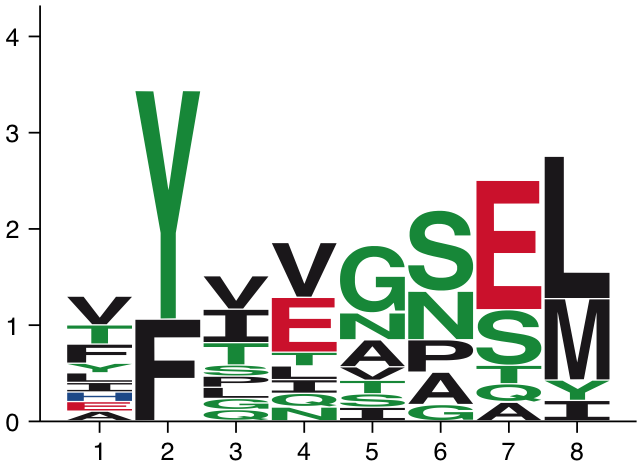 4
3
2
1
0
V T F Y L I H E A
Y F
V I T S P L G Q
V E T L I Q N
G N A V T S I
S N P A G
E S T Q A
L M Y I
1 2 3 4 5 6 7 8